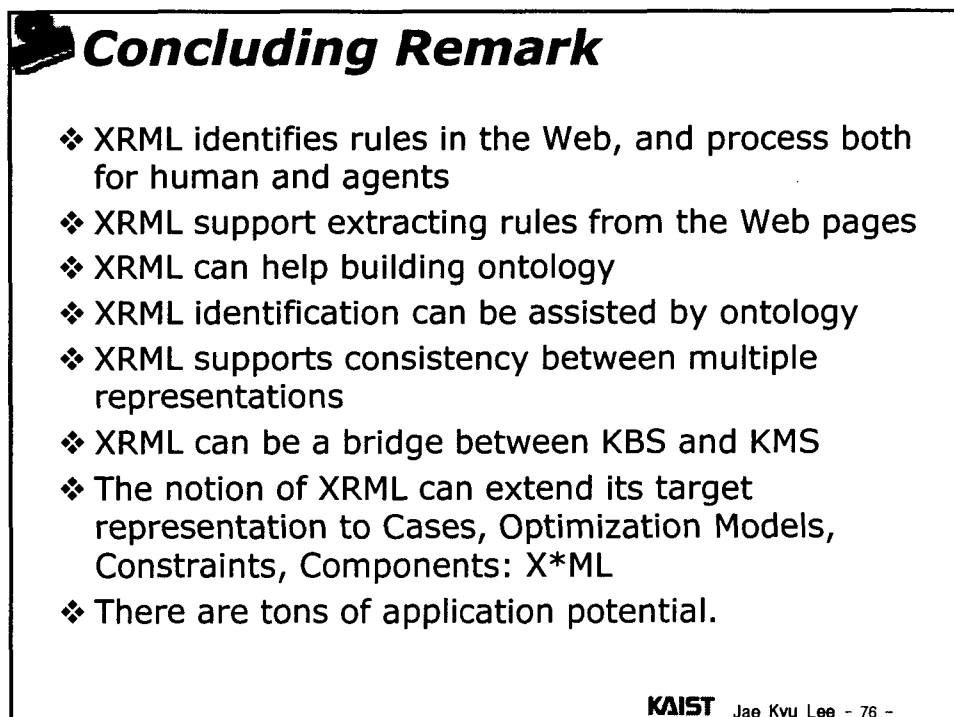 Concluding Remark
❖ XRML identifies rules in the Web, and process both
for human and agents
❖ XRML support extracting rules from the Web pages
❖ XRML can help building ontology
❖ XRML identification can be assisted by ontology
❖ XRML supports consistency between multiple
representations
❖ XRML can be a bridge between KBS and KMS
❖ The notion of XRML can extend its target
representation to Cases, Optimization Models,
Constraints, Components: X*ML
❖ There are tons of application potential.
KAIST Jae Kyu Lee - 76 -